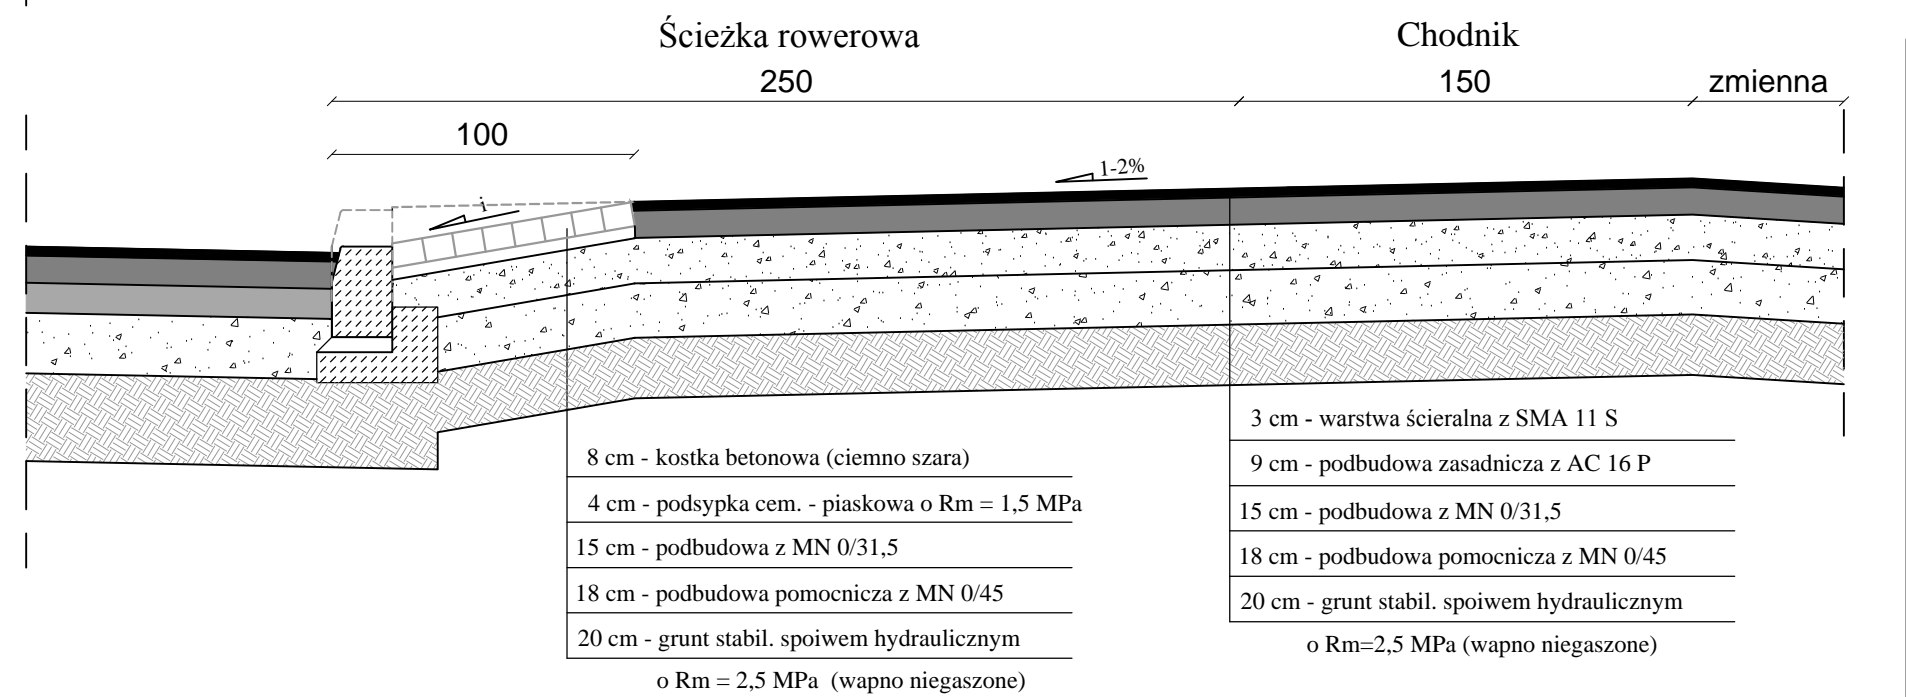 Ścieżka rowerowa
Chodnik
250
150
zmienna
100
1-2%
i
8 cm - kostka betonowa (ciemno szara)
4 cm - podsypka cem. - piaskowa o Rm = 1,5 MPa
15 cm - podbudowa z MN 0/31,5
18 cm - podbudowa pomocnicza z MN 0/45
20 cm - grunt stabil. spoiwem hydraulicznym
o Rm = 2,5 MPa (wapno niegaszone)
3 cm - warstwa ścieralna z SMA 11 S
9 cm - podbudowa zasadnicza z AC 16 P
15 cm - podbudowa z MN 0/31,5
18 cm - podbudowa pomocnicza z MN 0/45
20 cm - grunt stabil. spoiwem hydraulicznym
o Rm=2,5 MPa (wapno niegaszone)